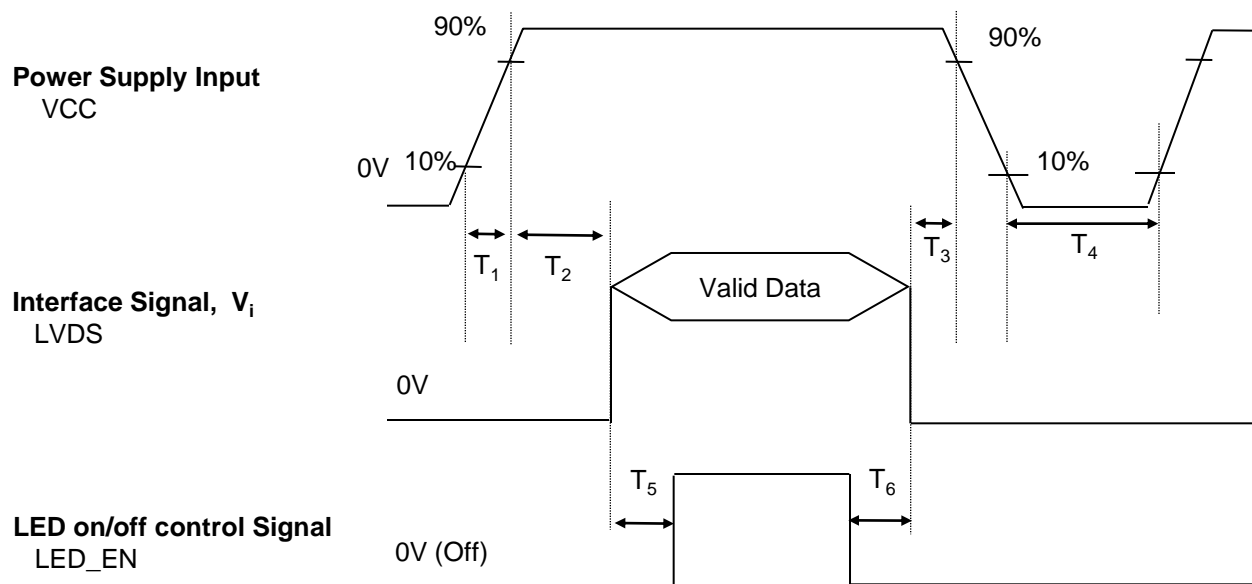 90%
90%
Power Supply Input
VCC
0V
10%
10%
T1
T2
T3
T4
Valid Data
Interface Signal, Vi
LVDS
0V
T5
T6
LED on/off control Signal
LED_EN
0V (Off)